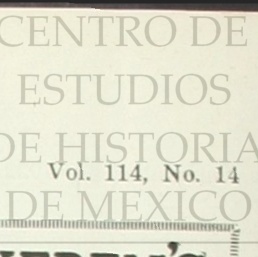 CENTRO DE
ESTUDIOS
DE HISTORIA
Vol. 114, No. 14
DE MEXICO